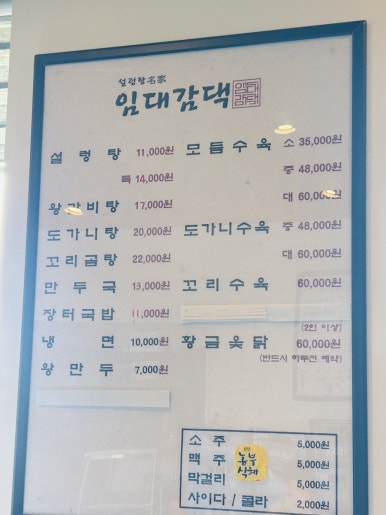 설렁탕名家
임대감댁
임대
감댁
설렁탕 11,000원
특 14,000원
왕갈비탕 17,000원
도가니탕 20,000원
꼬리곰탕 22,000원
만두국 13,000원
장터국밥 11,000원
냉면 10,000원
왕만두 7,000원
모듬수육 소 35,000원
중 48,000원
대 60,000원
도가니수육 중 48,000원
대 60,000원
꼬리수육 60,000원
(2인 이상)
황금옻닭 60,000원
(반드시 하루전 예약)
소주 5,000원
맥주 5,000원
막걸리 5,000원
사이다 / 콜라 2,000원
농부
식혜